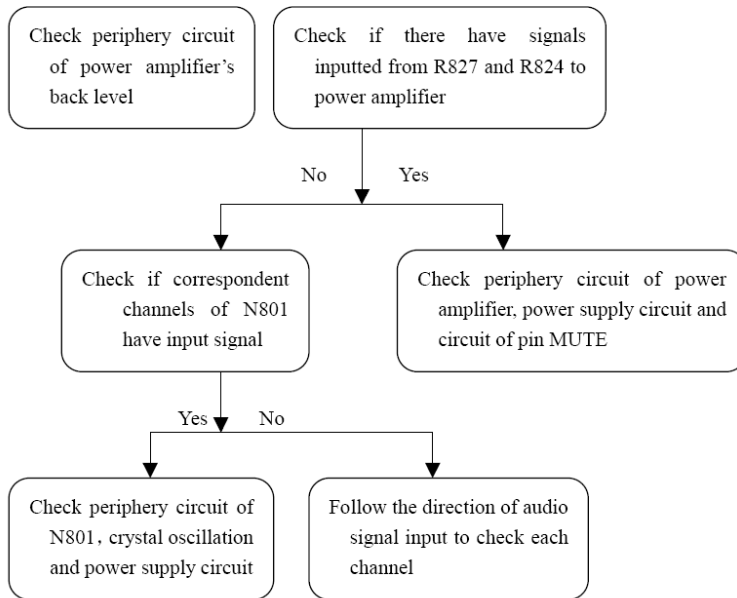 Check periphery circuit
of power amplifier's
back level
Check if there have signals
inputted from R827 and R824 to
power amplifier
No
Yes
Check if correspondent
channels of N801
have input signal
Check periphery circuit of power
amplifier, power supply circuit and
circuit of pin MUTE
Yes
No
Check periphery circuit of
N801, crystal oscillation
and power supply circuit
Follow the direction of audio
signal input to check each
channel